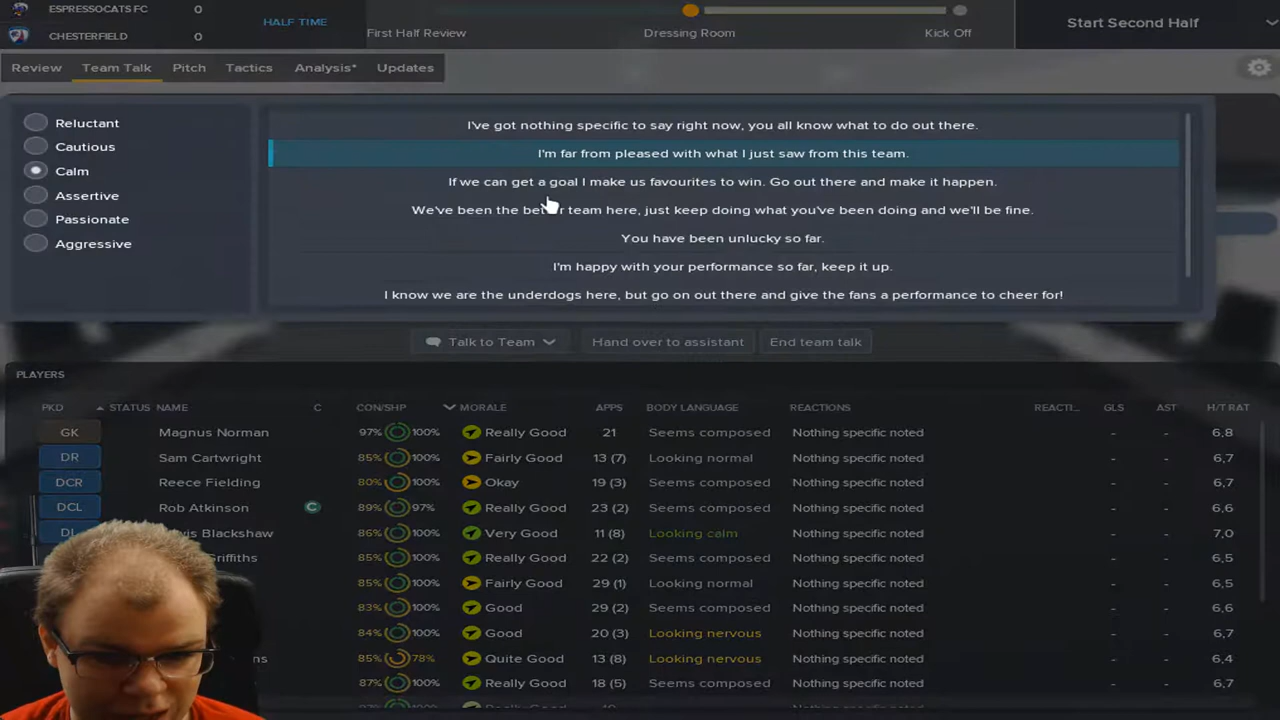 ESPRESSOCATS FC 0
CHESTERFIELD 0
HALF TIME
First Half Review Dressing Room Kick Off
Start Second Half
Review Team Talk Pitch Tactics Analysis* Updates
Reluctant
Cautious
Calm
Assertive
Passionate
Aggressive
I've got nothing specific to say right now, you all know what to do out there.
I'm far from pleased with what I just saw from this team.
If we can get a goal I make us favourites to win. Go out there and make it happen.
We've been the better team here, just keep doing what you've been doing and we'll be fine.
You have been unlucky so far.
I'm happy with your performance so far, keep it up.
I know we are the underdogs here, but go on out there and give the fans a performance to cheer for!
Talk to Team Hand over to assistant End team talk
PLAYERS
PKD STATUS NAME C CON/SHP MORALE APPS BODY LANGUAGE REACTIONS REACTI... GLS AST H/T RAT
GK Magnus Norman 97% 100% Really Good 21 Seems composed Nothing specific noted - - 6,8
DR Sam Cartwright 85% 100% Fairly Good 13 (7) Looking normal Nothing specific noted - - 6,7
DCR Reece Fielding 80% 100% Okay 19 (3) Seems composed Nothing specific noted - - 6,7
DCL Rob Atkinson C 89% 97% Really Good 23 (2) Seems composed Nothing specific noted - - 6,6
Blackshaw 86% 100% Very Good 11 (8) Looking calm Nothing specific noted - - 7,0
Griffiths 85% 100% Really Good 22 (2) Seems composed Nothing specific noted - - 6,5
85% 100% Fairly Good 29 (1) Looking normal Nothing specific noted - - 6,5
83% 100% Good 29 (2) Seems composed Nothing specific noted - - 6,6
84% 100% Good 20 (3) Looking nervous Nothing specific noted - - 6,7
85% 78% Quite Good 13 (8) Looking nervous Nothing specific noted - - 6,4
87% 100% Really Good 18 (5) Seems composed Nothing specific noted - - 6,7